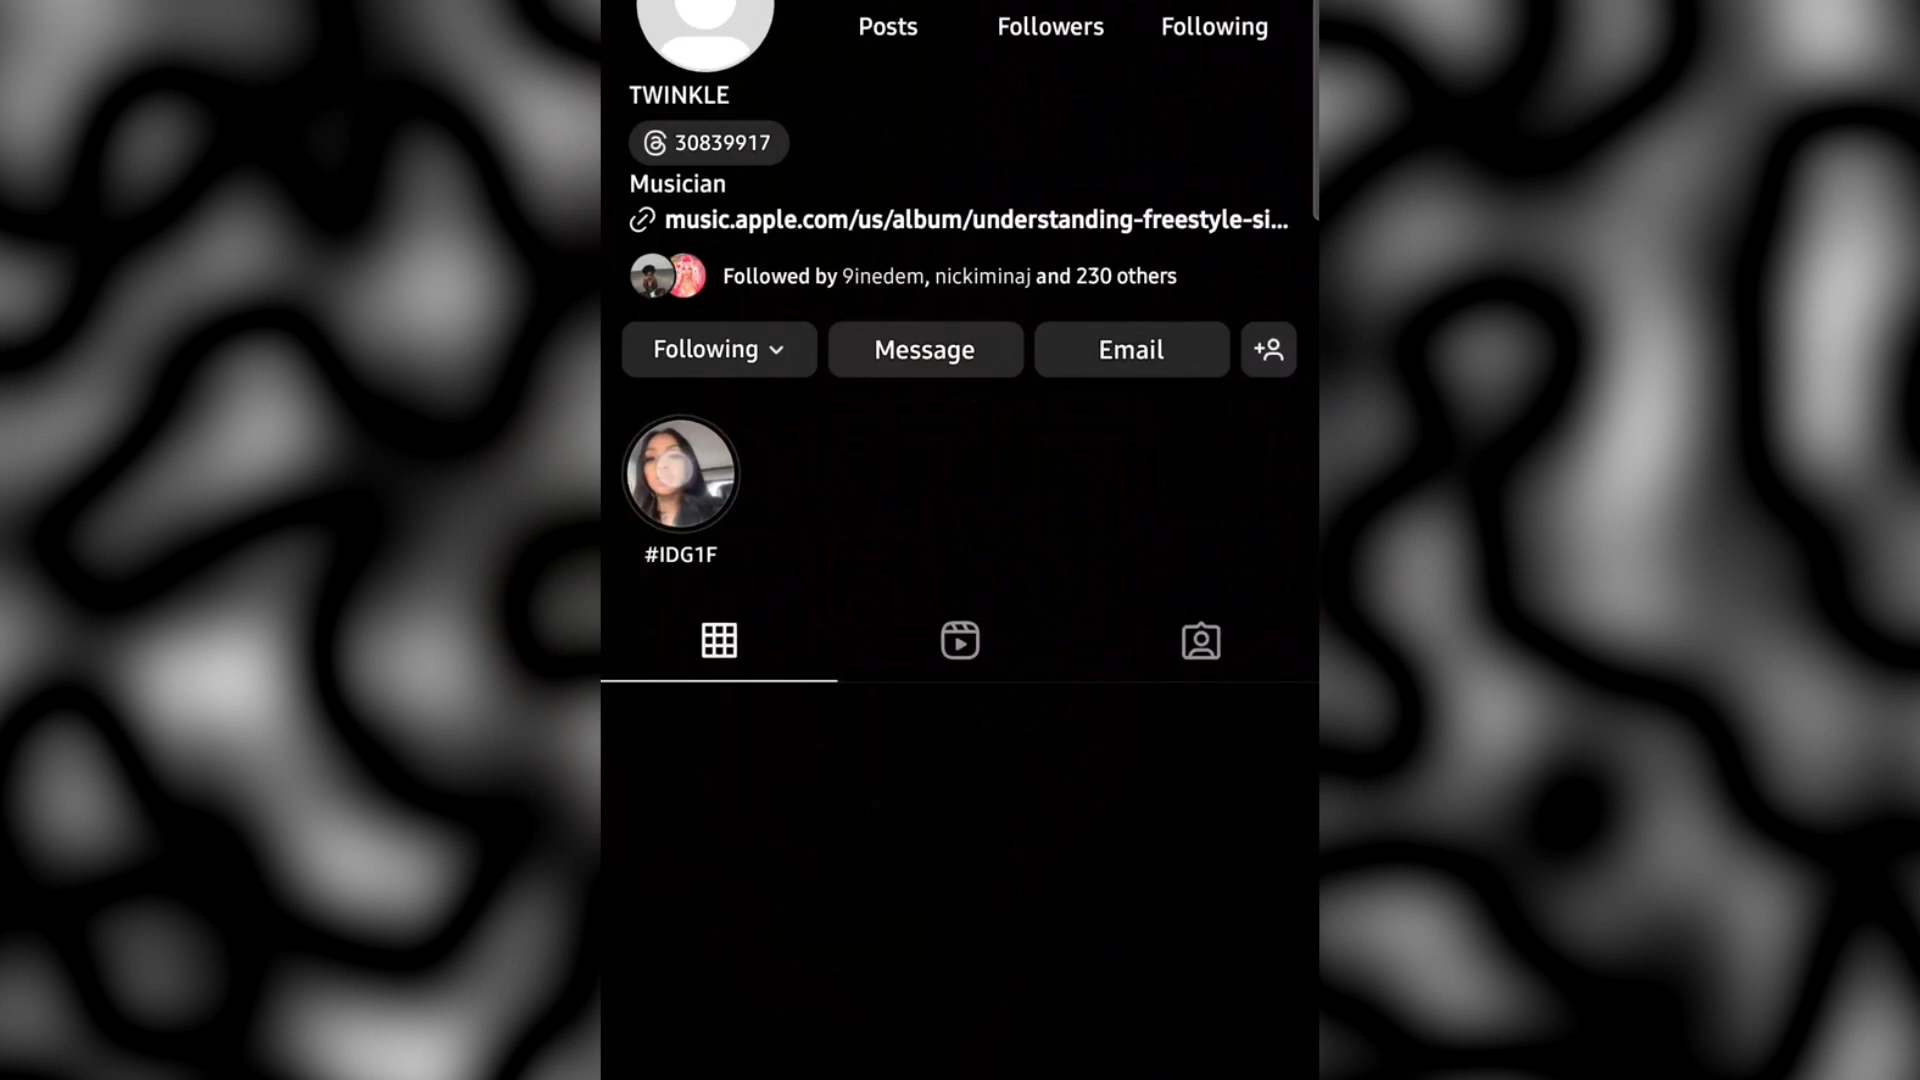 Posts Followers Following
TWINKLE
30839917
Musician
music.apple.com/us/album/understanding-freestyle-si...
Followed by 9inedem, nickiminaj and 230 others
Following Message Email
#IDG1F